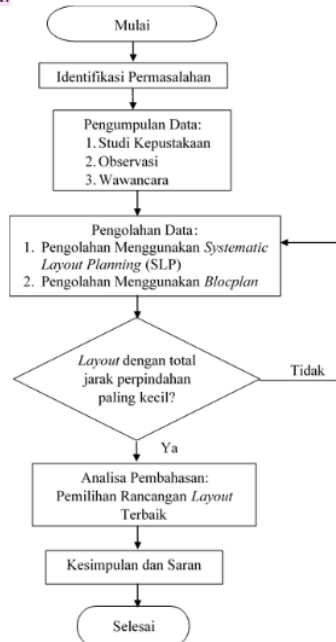 Mulai
Identifikasi Permasalahan
Pengumpulan Data:
1. Studi Kepustakaan
2. Observasi
3. Wawancara
Pengolahan Data:
1. Pengolahan Menggunakan Systematic
Layout Planning (SLP)
2. Pengolahan Menggunakan Blocplan
Layout dengan total
jarak perpindahan
paling kecil?
Tidak
Ya
Analisa Pembahasan:
Pemilihan Rancangan Layout
Terbaik
Kesimpulan dan Saran
Selesai